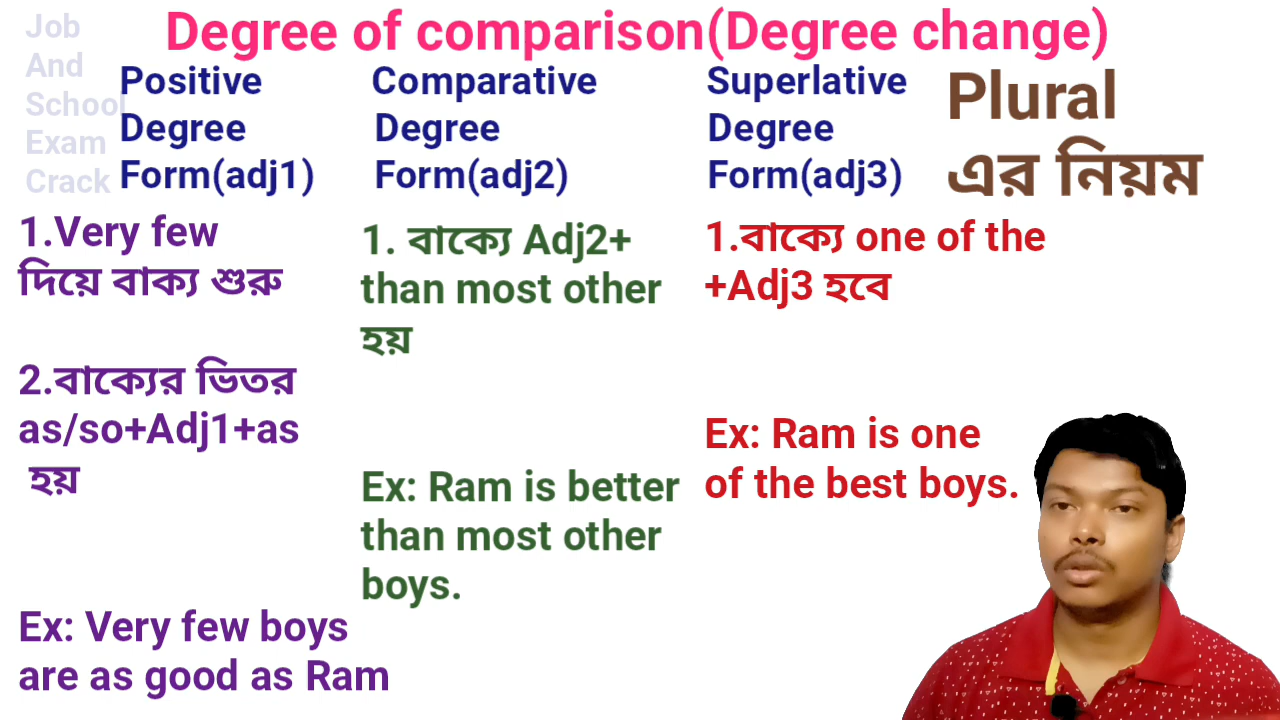 Degree of comparison(Degree change)
Job
And
School
Exam
Crack
Positive
Degree
Form(adj1)
Comparative
Degree
Form(adj2)
Superlative
Degree
Form(adj3)
Plural
এর নিয়ম
1.Very few
দিয়ে বাক্য শুরু
2.বাক্যের ভিতর
as/so+Adj1+as
হয়
Ex: Very few boys
are as good as Ram
1. বাক্যে Adj2+
than most other
হয়
Ex: Ram is better
than most other
boys.
1.বাক্যে one of the
+Adj3 হবে
Ex: Ram is one
of the best boys.